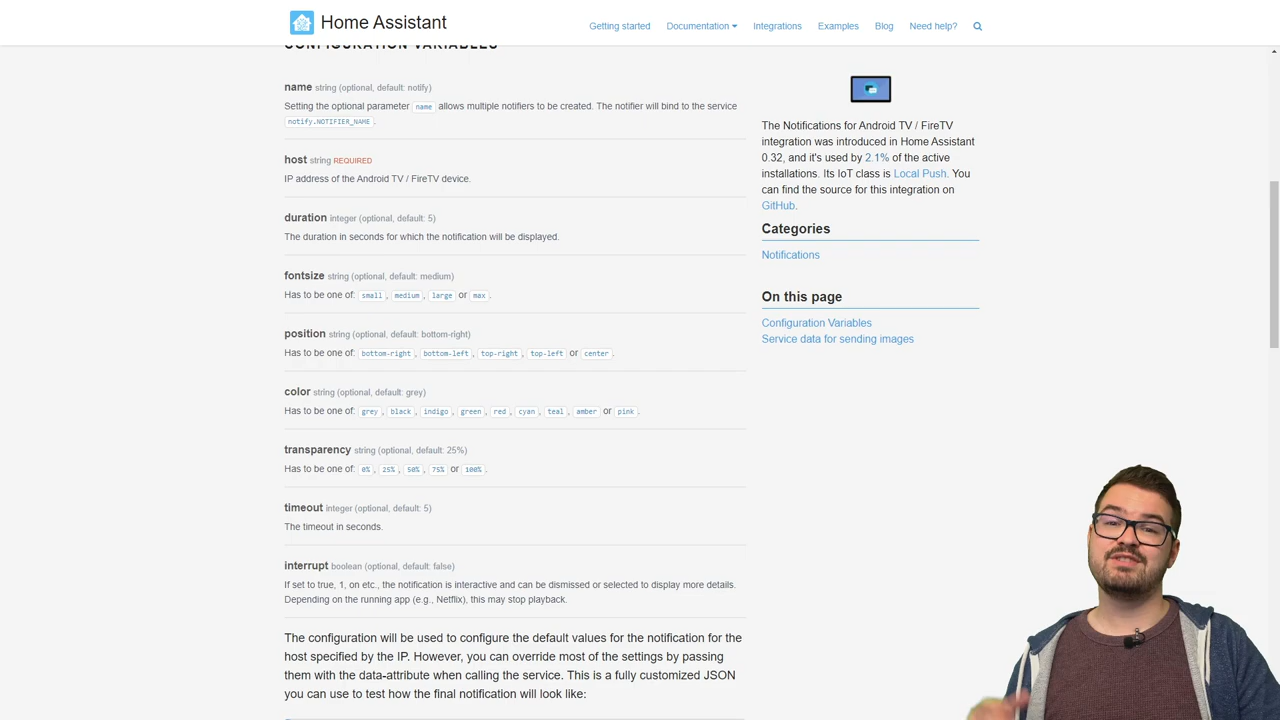 Home Assistant
Getting started
Documentation
Integrations
Examples
Blog
Need help?
CONFIGURATION VARIABLES
name string (optional, default: notify)
Setting the optional parameter name allows multiple notifiers to be created. The notifier will bind to the service
notify.NOTIFIER_NAME.
host string REQUIRED
IP address of the Android TV / FireTV device.
duration integer (optional, default: 5)
The duration in seconds for which the notification will be displayed.
fontsize string (optional, default: medium)
Has to be one of: small, medium, large or max.
position string (optional, default: bottom-right)
Has to be one of: bottom-right, bottom-left, top-right, top-left or center.
color string (optional, default: grey)
Has to be one of: grey, black, indigo, green, red, cyan, teal, amber or pink.
transparency string (optional, default: 25%)
Has to be one of: 0%, 25%, 50%, 75% or 100%.
timeout integer (optional, default: 5)
The timeout in seconds.
interrupt boolean (optional, default: false)
If set to true, 1, on etc., the notification is interactive and can be dismissed or selected to display more details.
Depending on the running app (e.g., Netflix), this may stop playback.
The configuration will be used to configure the default values for the notification for the
host specified by the IP. However, you can override most of the settings by passing
them with the data-attribute when calling the service. This is a fully customized JSON
you can use to test how the final notification will look like:
The Notifications for Android TV / FireTV
integration was introduced in Home Assistant
0.32, and it's used by 2.1% of the active
installations. Its IoT class is Local Push. You
can find the source for this integration on
GitHub.
Categories
Notifications
On this page
Configuration Variables
Service data for sending images